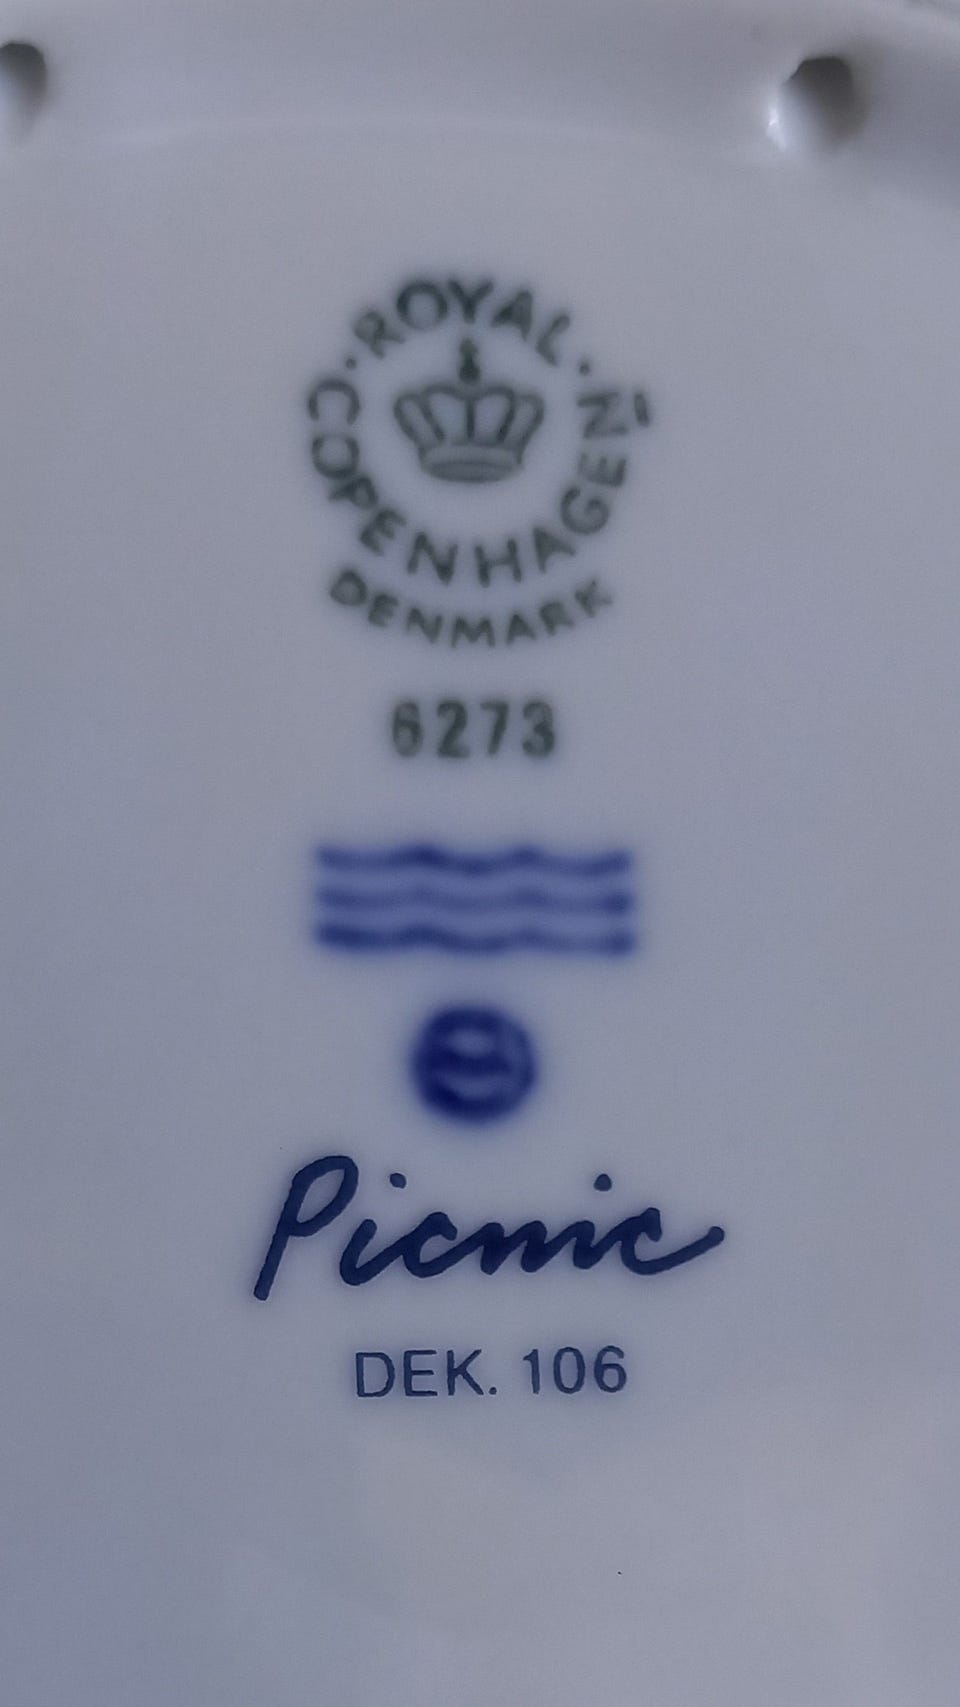 ROYAL
COPENHAGEN
DENMARK
6273
Picnic
DEK. 106